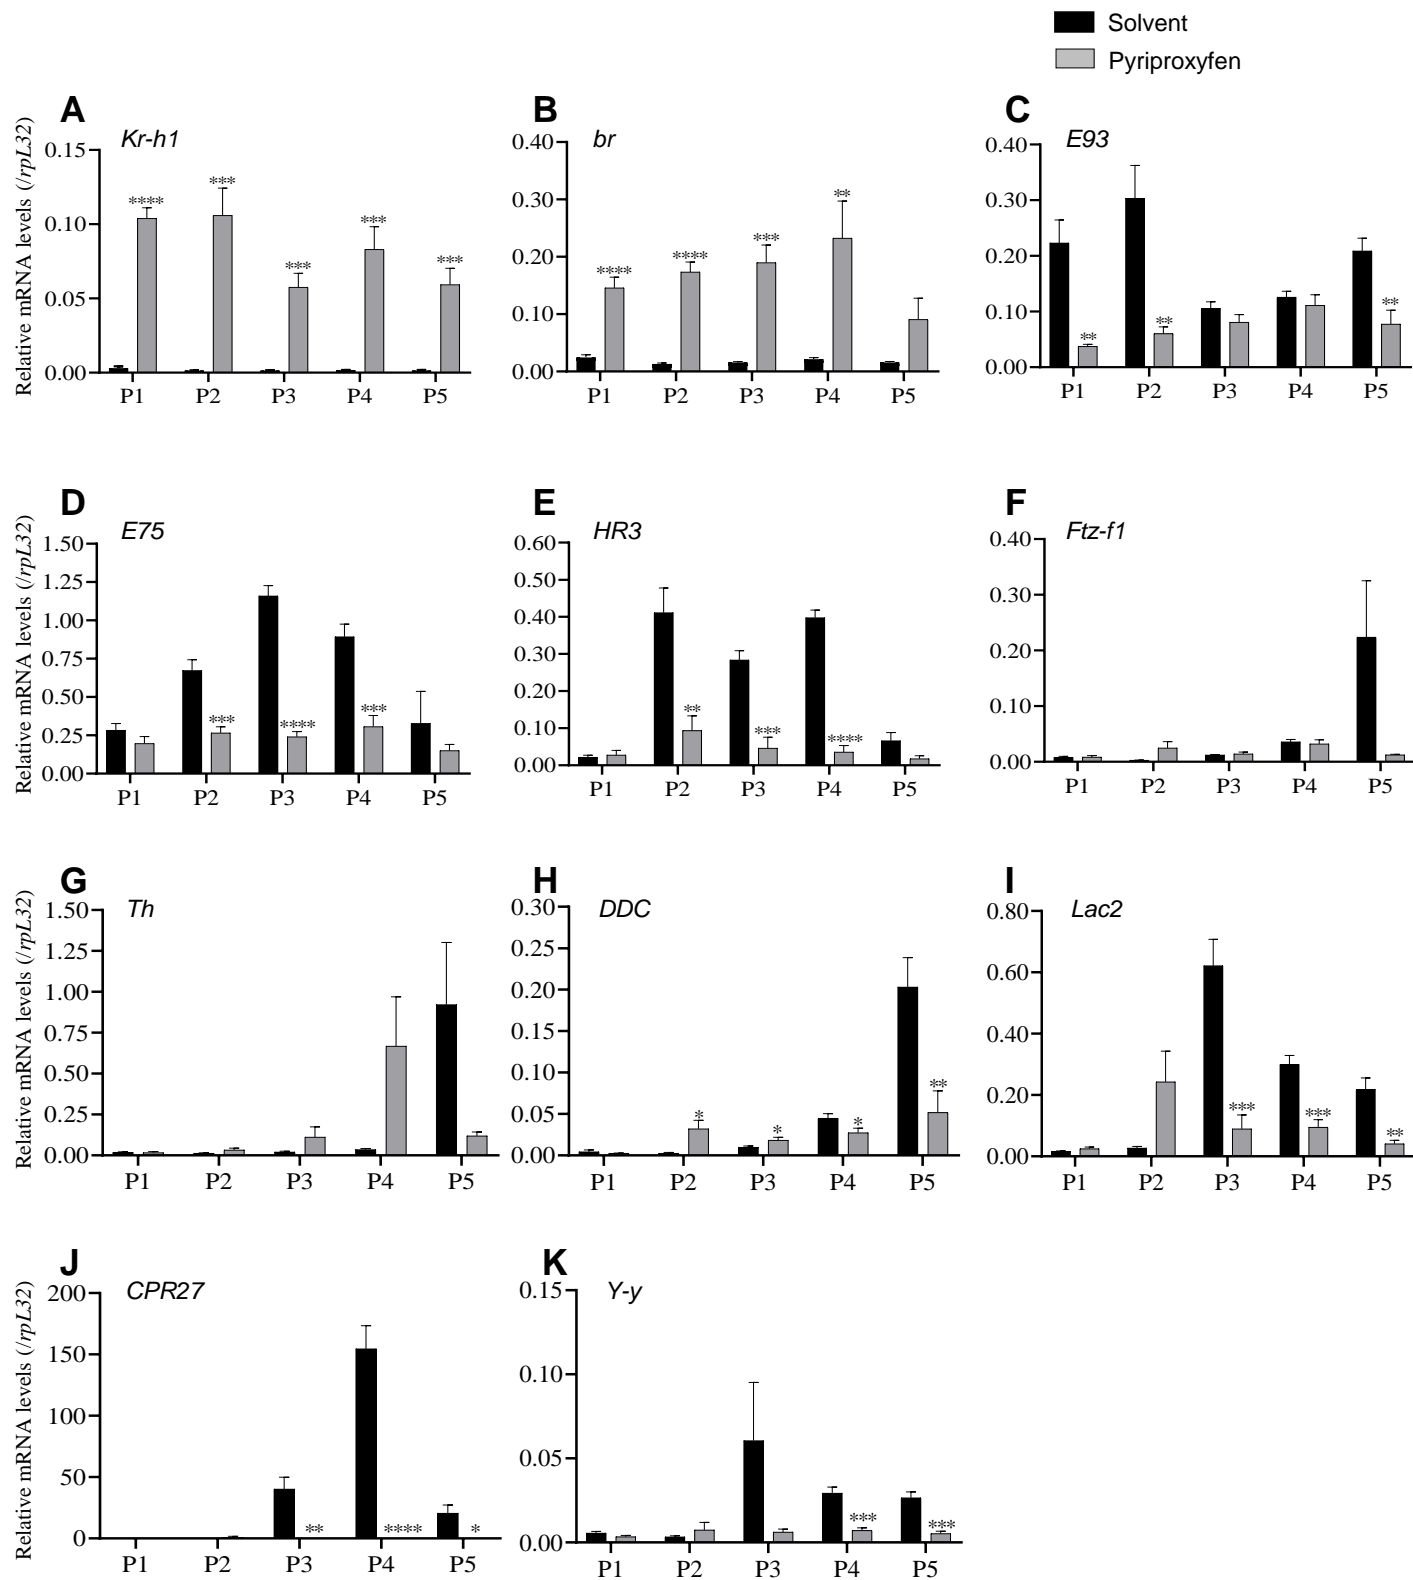 Solvent
Pyriproxyfen
A
Kr-h1
Relative mRNA levels (/rpL32)
0.15
0.10
0.05
0.00
**** *** *** *** ***
P1 P2 P3 P4 P5
B
br
0.40
0.30
0.20
0.10
0.00
**** **** *** **
P1 P2 P3 P4 P5
C
E93
0.40
0.30
0.20
0.10
0.00
** ** **
P1 P2 P3 P4 P5
D
E75
Relative mRNA levels (/rpL32)
1.50
1.25
1.00
0.75
0.50
0.25
0.00
*** **** ***
P1 P2 P3 P4 P5
E
HR3
0.60
0.50
0.40
0.30
0.20
0.10
0.00
** *** ****
P1 P2 P3 P4 P5
F
Ftz-f1
0.40
0.30
0.20
0.10
0.00
P1 P2 P3 P4 P5
G
Th
Relative mRNA levels (/rpL32)
1.50
1.25
1.00
0.75
0.50
0.25
0.00
P1 P2 P3 P4 P5
H
DDC
0.30
0.25
0.20
0.15
0.10
0.05
0.00
* * * **
P1 P2 P3 P4 P5
I
Lac2
0.80
0.60
0.40
0.20
0.00
*** *** **
P1 P2 P3 P4 P5
J
CPR27
Relative mRNA levels (/rpL32)
200
150
100
50
0
** **** *
P1 P2 P3 P4 P5
K
Y-y
0.15
0.10
0.05
0.00
*** ***
P1 P2 P3 P4 P5